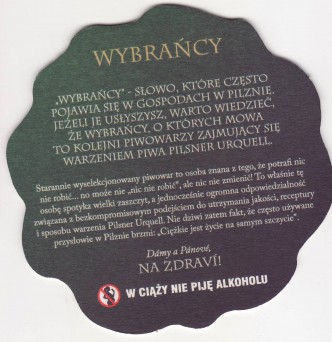 WYBRAŃCY
„WYBRAŃCY" - SŁOWO, KTÓRE CZĘSTO
POJAWIA SIĘ W GOSPODACH W PILZNIE.
JEŻELI JE USŁYSZYSZ, WARTO WIEDZIEĆ,
ŻE WYBRAŃCY, O KTÓRYCH MOWA
TO KOLEJNI PIWOWARZY ZAJMUJĄCY SIĘ
WARZENIEM PIWA PILSNER URQUELL.
Starannie wyselekcjonowany piwowar to osoba znana z tego, że potrafi nic
nie robić... no może nie „nic nie robić", ale nic nie zmienić! To właśnie tę
osobę spotyka wielki zaszczyt, a jednocześnie ogromna odpowiedzialność
związana z bezkompromisowym podejściem do utrzymania jakości, receptury
i sposobu warzenia Pilsner Urquell. Nie dziwi zatem fakt, że często używane
przysłowie w Pilznie brzmi: „Ciężkie jest życie na samym szczycie".
Dámy a Pánové,
NA ZDRAVÍ!
W CIĄŻY NIE PIJĘ ALKOHOLU